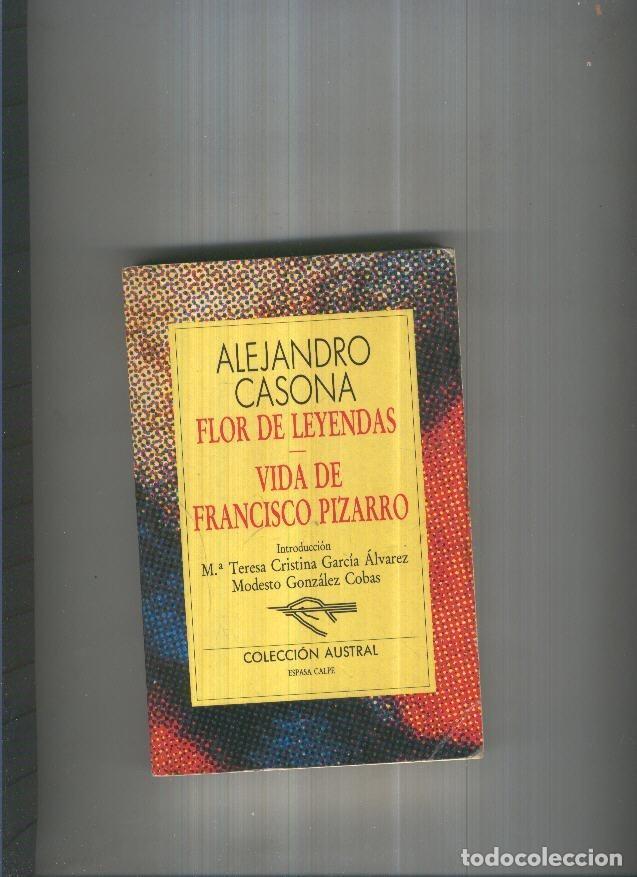 ALEJANDRO
CASONA
FLOR DE LEYENDAS
—
VIDA DE
FRANCISCO PIZARRO
Introducción
M.ª Teresa Cristina García Álvarez
Modesto González Cobas
COLECCIÓN AUSTRAL
ESPASA CALPE
todocoleccion